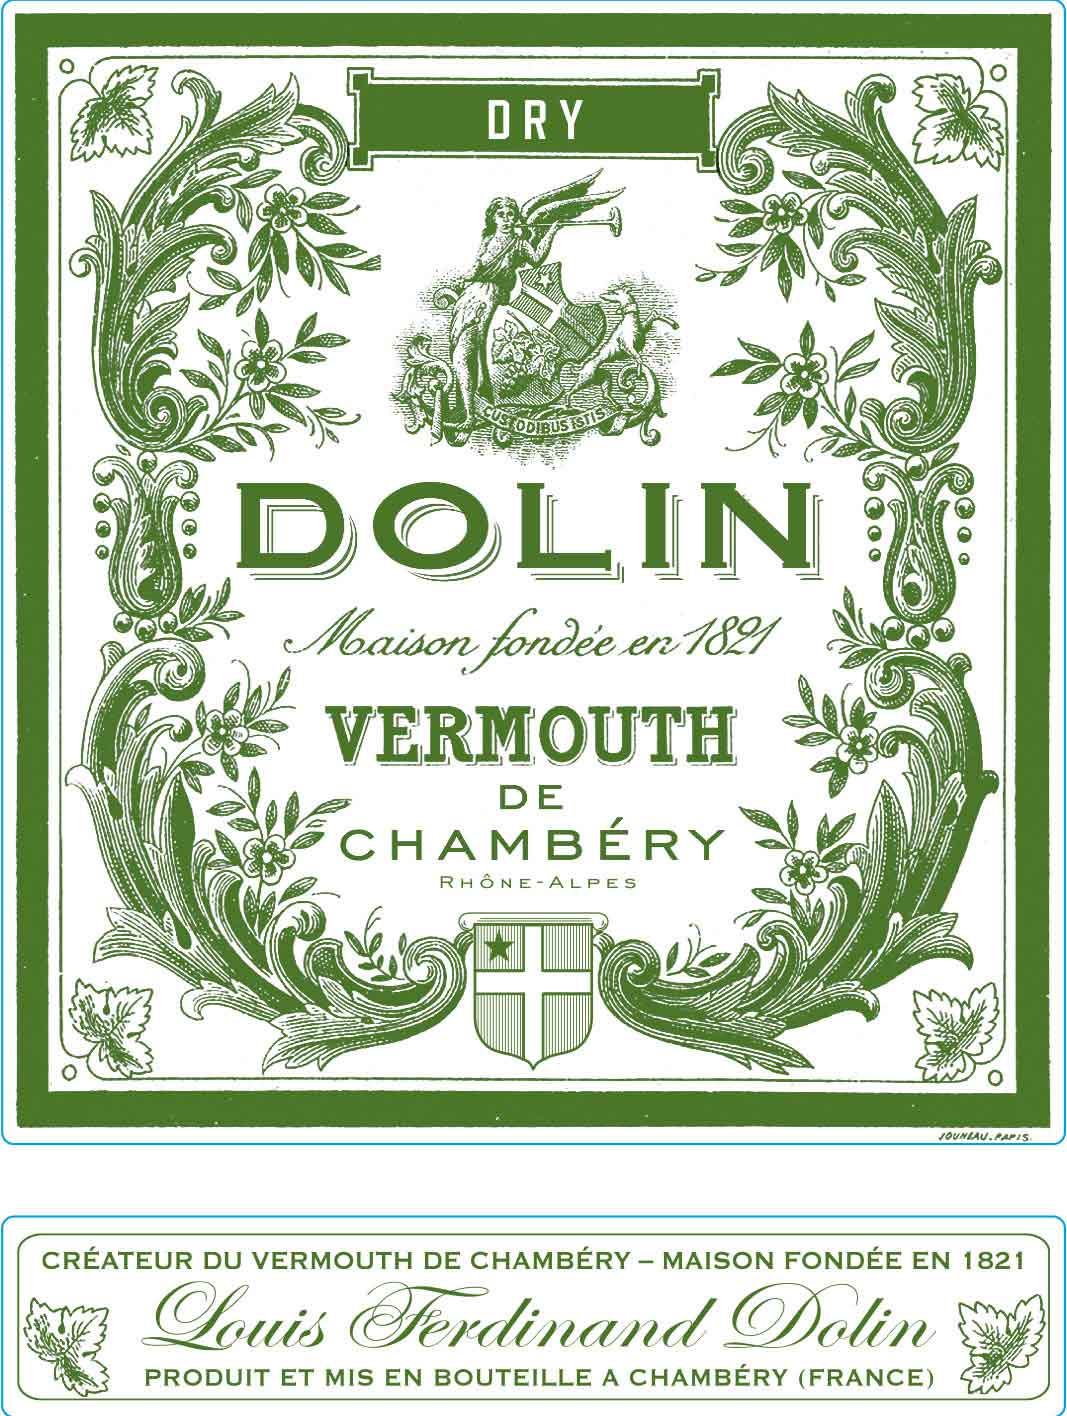 DRY
CUSTODIBUS ISTIS
DOLIN
Maison fondée en 1821
VERMOUTH
DE
CHAMBÉRY
RHÔNE-ALPES
JOUNEAU. PAPIS.
CRÉATEUR DU VERMOUTH DE CHAMBÉRY – MAISON FONDÉE EN 1821
Louis Ferdinand Dolin
PRODUIT ET MIS EN BOUTEILLE A CHAMBÉRY (FRANCE)